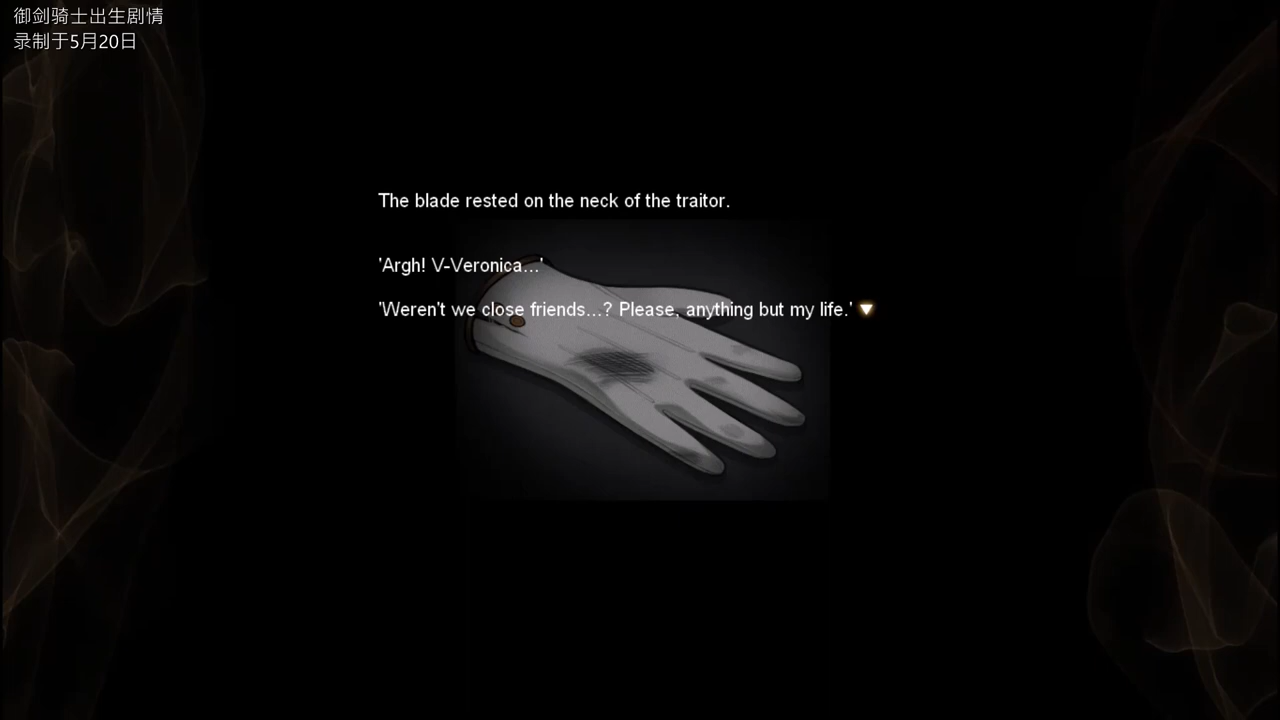 御剑骑士出生剧情
录制于5月20日
The blade rested on the neck of the traitor.
'Argh! V-Veronica...'
'Weren't we close friends...? Please, anything but my life.'